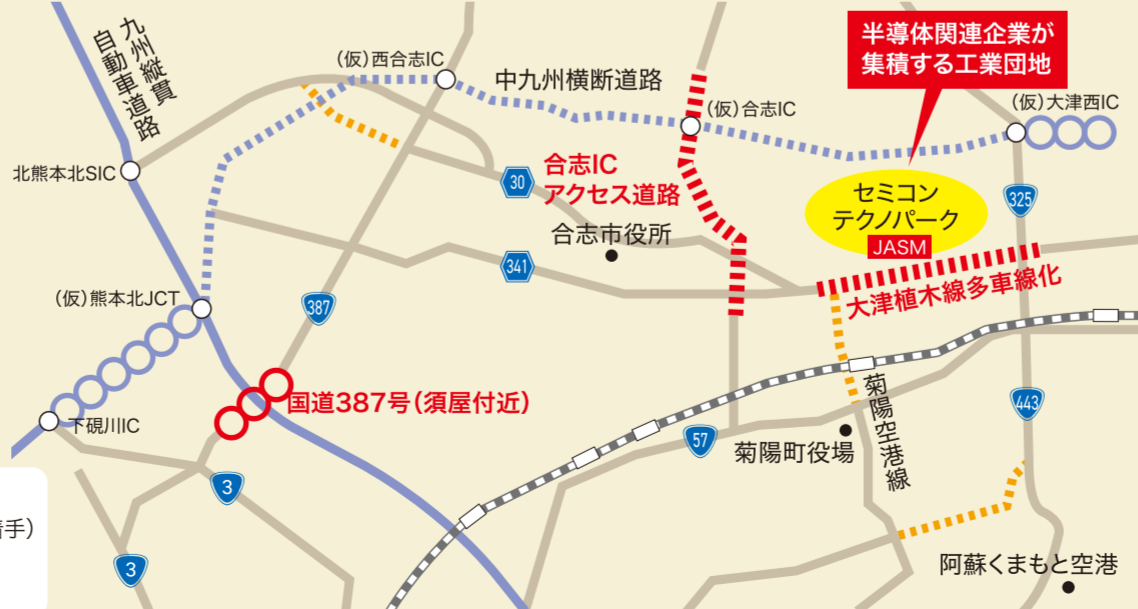 九州縦貫
自動車道路
(仮)西合志IC
中九州横断道路
半導体関連企業が
集積する工業団地
(仮)合志IC
(仮)大津西IC
北熊本北SIC
30
合志IC
アクセス道路
セミコン
テクノパーク
325
合志市役所
JASM
341
大津植木線多車線化
(仮)熊本北JCT
387
国道387号(須屋付近)
菊陽空港線
443
下硯川IC
57
菊陽町役場
3
着手)
3
阿蘇くまもと空港